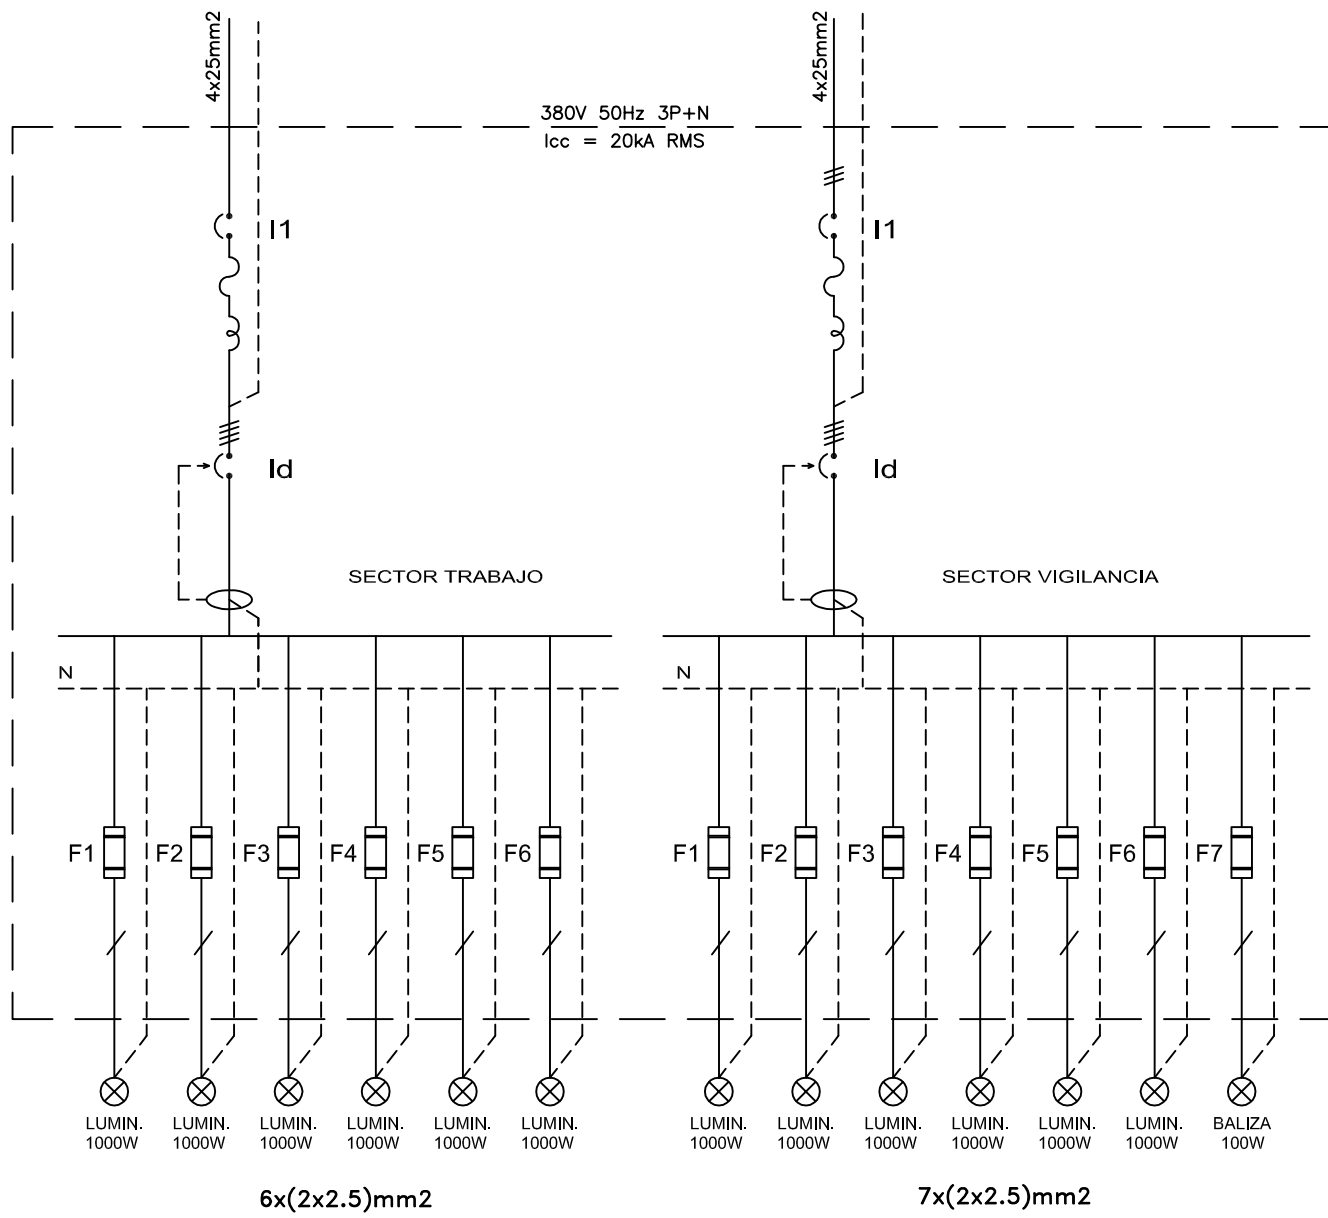 4x25mm2
4x25mm2
380V 50Hz 3P+N
Icc = 20kA RMS
I1
I1
Id
Id
SECTOR TRABAJO
SECTOR VIGILANCIA
N
N
F1 F2 F3 F4 F5 F6
F1 F2 F3 F4 F5 F6 F7
LUMIN. LUMIN. LUMIN. LUMIN. LUMIN. LUMIN.
1000W 1000W 1000W 1000W 1000W 1000W
LUMIN. LUMIN. LUMIN. LUMIN. LUMIN. LUMIN. BALIZA
1000W 1000W 1000W 1000W 1000W 1000W 100W
6x(2x2.5)mm2
7x(2x2.5)mm2